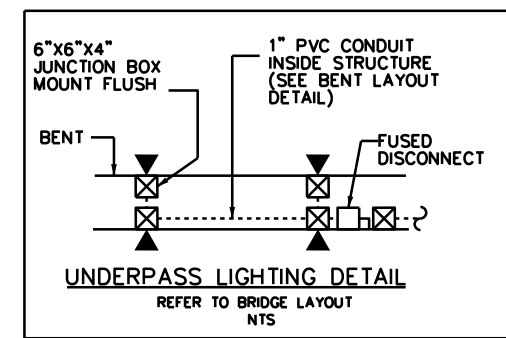 6"X6"X4"
JUNCTION BOX
MOUNT FLUSH
1" PVC CONDUIT
INSIDE STRUCTURE
(SEE BENT LAYOUT
DETAIL)
BENT
FUSED
DISCONNECT
UNDERPASS LIGHTING DETAIL
REFER TO BRIDGE LAYOUT
NTS